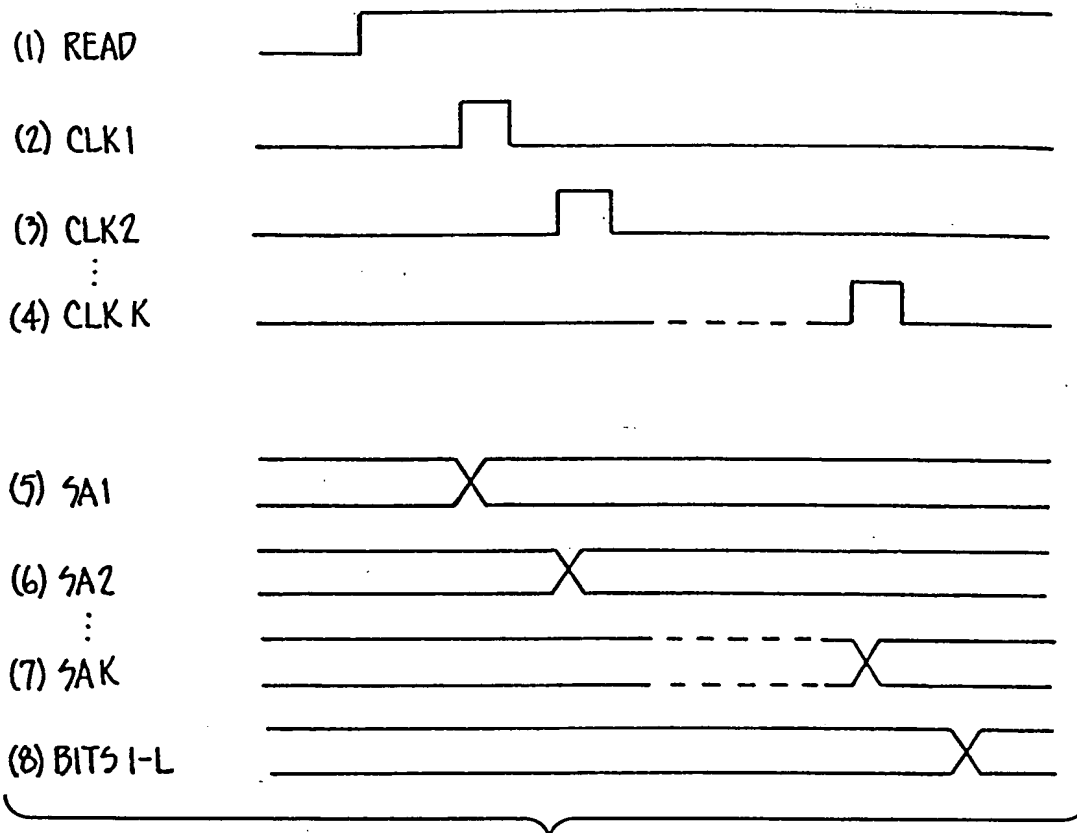 (1) READ
(2) CLK1
(3) CLK2
⋮
(4) CLK K
(5) SA1
(6) SA2
⋮
(7) SAK
(8) BITS 1-L